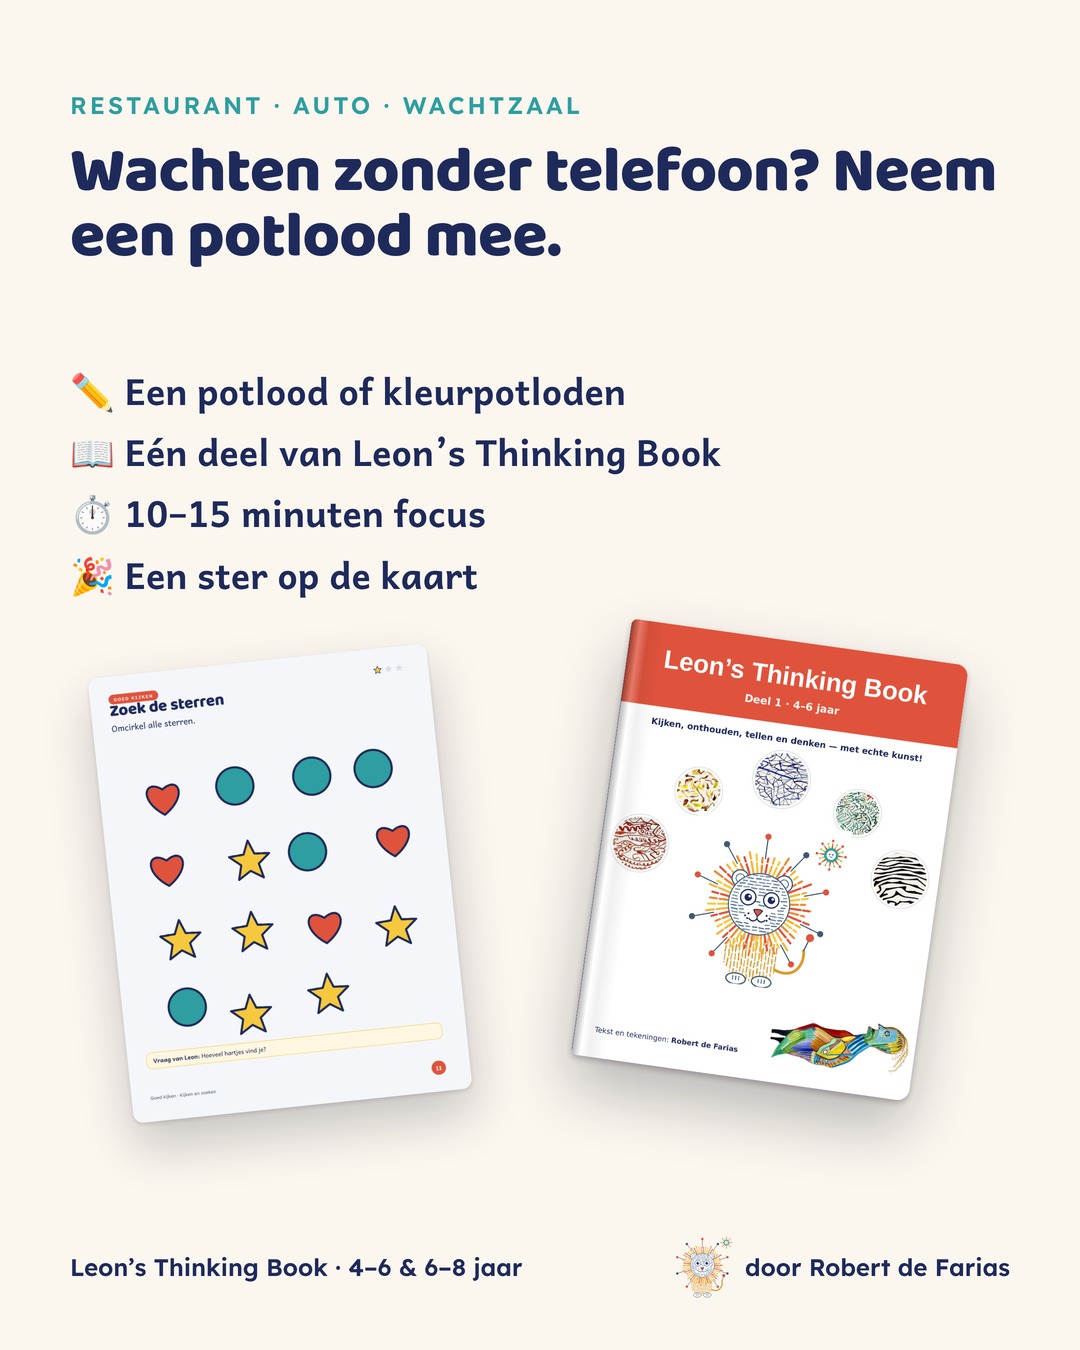 RESTAURANT · AUTO · WACHTZAAL
Wachten zonder telefoon? Neem
een potlood mee.
Een potlood of kleurpotloden
Eén deel van Leon’s Thinking Book
10–15 minuten focus
Een ster op de kaart
GOED KIJKEN
Zoek de sterren
Omcirkel alle sterren.
Vraag van Leon: Hoeveel hartjes vind je?
11
Goed kijken · Kijken en zoeken
Leon’s Thinking Book
Deel 1 · 4–6 jaar
Kijken, onthouden, tellen en denken — met echte kunst!
Tekst en tekeningen: Robert de Farias
Leon’s Thinking Book · 4–6 & 6–8 jaar
door Robert de Farias